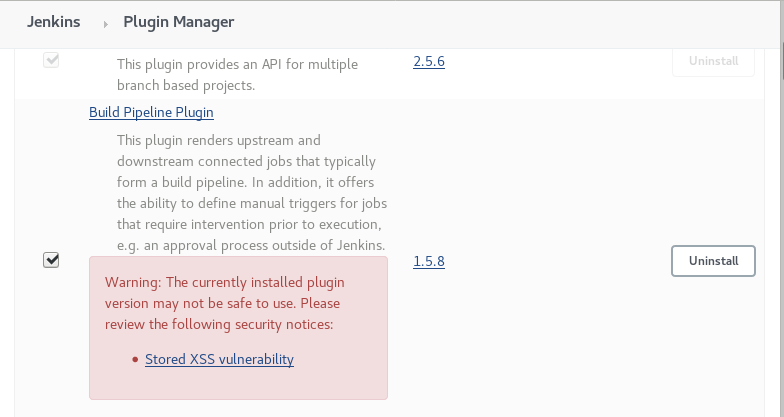 Jenkins › Plugin Manager
This plugin provides an API for multiple 2.5.6 Uninstall
branch based projects.
Build Pipeline Plugin
This plugin renders upstream and
downstream connected jobs that typically
form a build pipeline. In addition, it offers
the ability to define manual triggers for jobs
that require intervention prior to execution,
e.g. an approval process outside of Jenkins.
1.5.8 Uninstall
Warning: The currently installed plugin
version may not be safe to use. Please
review the following security notices:
• Stored XSS vulnerability